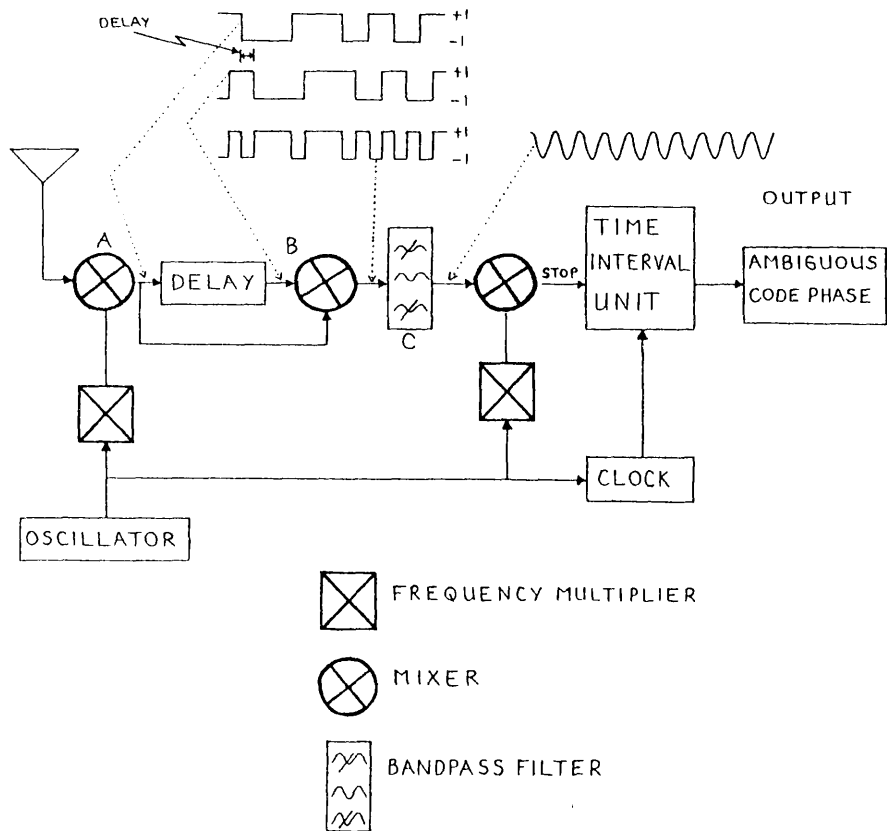 DELAY
+1
-1
+1
-1
+1
-1
OUTPUT
A
B
DELAY
C
STOP
TIME
INTERVAL
UNIT
AMBIGUOUS
CODE PHASE
CLOCK
OSCILLATOR
FREQUENCY MULTIPLIER
MIXER
BANDPASS FILTER